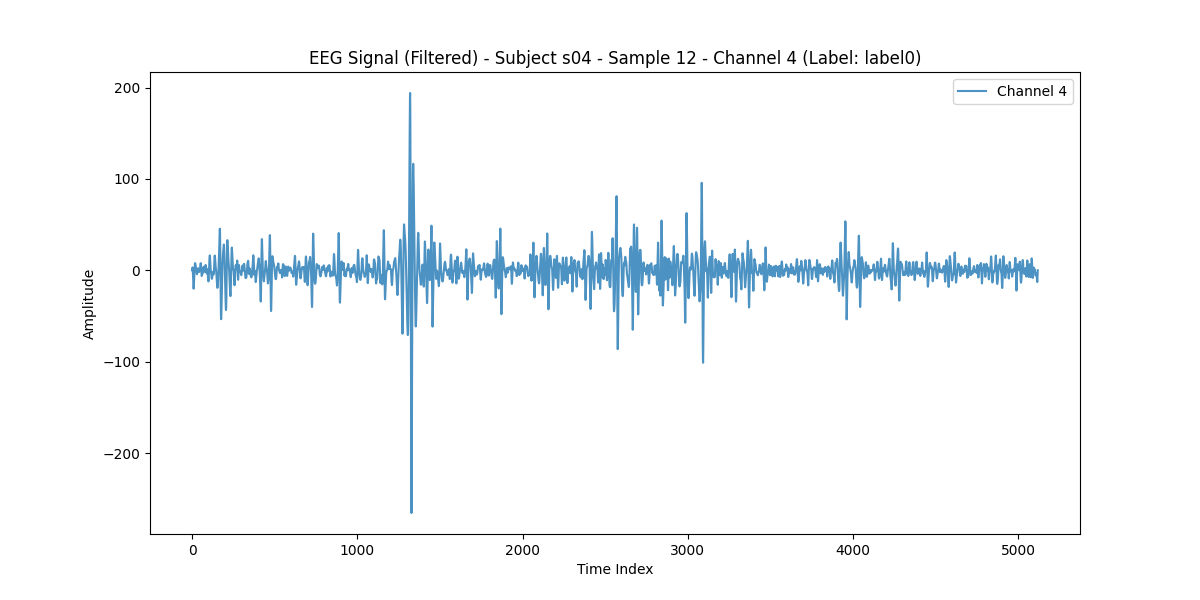 EEG Signal (Filtered) - Subject s04 - Sample 12 - Channel 4 (Label: label0)
Channel 4
200
100
0
−100
−200
Amplitude
0 1000 2000 3000 4000 5000
Time Index